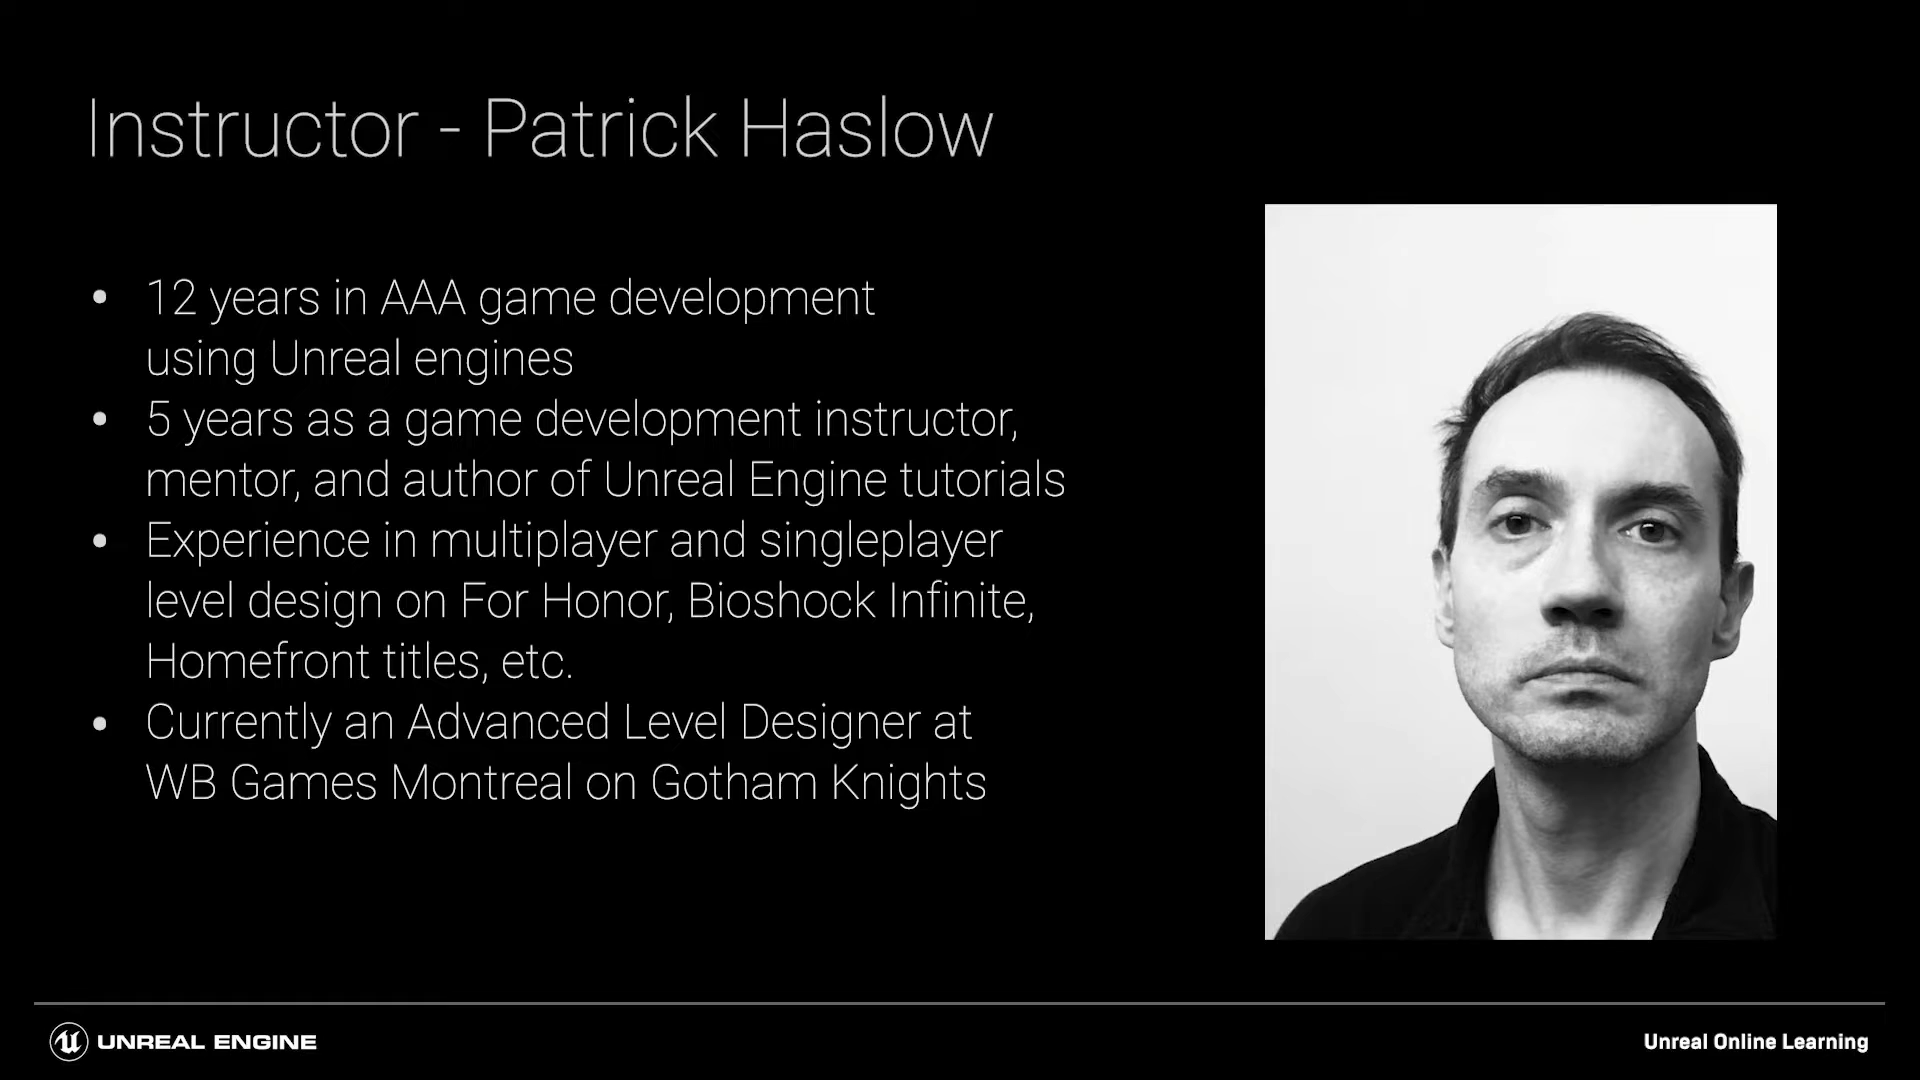 Instructor - Patrick Haslow
• 12 years in AAA game development
using Unreal engines
• 5 years as a game development instructor,
mentor, and author of Unreal Engine tutorials
• Experience in multiplayer and singleplayer
level design on For Honor, Bioshock Infinite,
Homefront titles, etc.
• Currently an Advanced Level Designer at
WB Games Montreal on Gotham Knights
UNREAL ENGINE
Unreal Online Learning